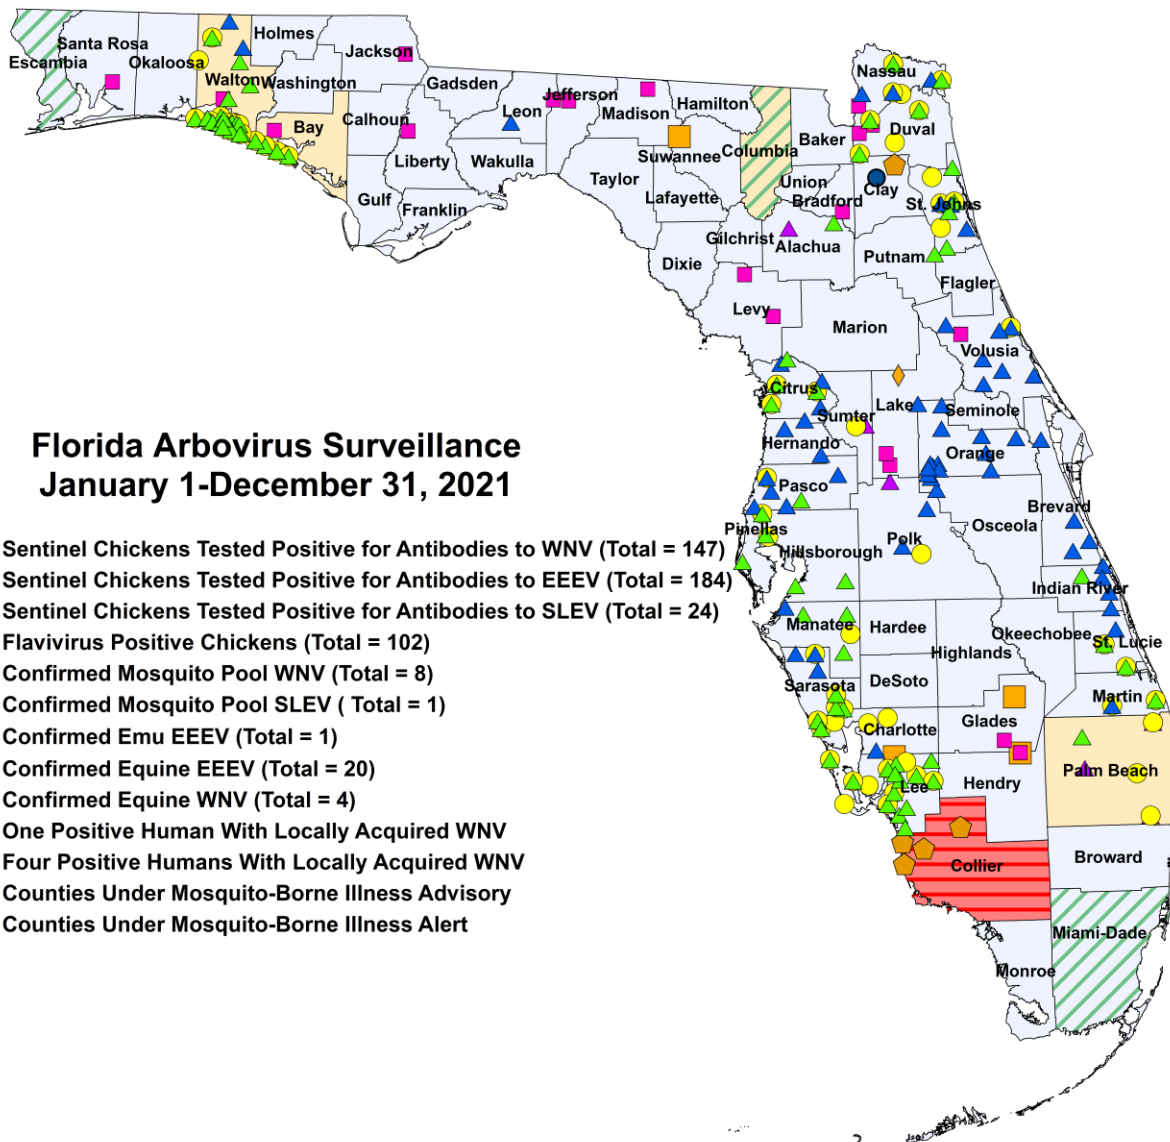 Holmes
Santa Rosa
Jackson
Escambia
Okaloosa
Nassau
Walton
Washington
Gadsden
Jefferson
Leon
Madison
Hamilton
Calhoun
Bay
Duval
Baker
Columbia
Suwannee
Liberty
Wakulla
Taylor
Union
Clay
Lafayette
Bradford
St. Johns
Gulf
Franklin
Gilchrist
Alachua
Putnam
Dixie
Flagler
Levy
Marion
Volusia
Citrus
Lake
Seminole
Sumter
Florida Arbovirus Surveillance
Hernando
Orange
January 1-December 31, 2021
Pasco
Brevard
Osceola
Pinellas
Polk
Hillsborough
Sentinel Chickens Tested Positive for Antibodies to WNV (Total = 147)
Sentinel Chickens Tested Positive for Antibodies to EEEV (Total = 184)
Indian River
Sentinel Chickens Tested Positive for Antibodies to SLEV (Total = 24)
Manatee
Hardee
Okeechobee
Flavivirus Positive Chickens (Total = 102)
St. Lucie
Highlands
Confirmed Mosquito Pool WNV (Total = 8)
DeSoto
Sarasota
Martin
Confirmed Mosquito Pool SLEV ( Total = 1)
Glades
Charlotte
Confirmed Emu EEEV (Total = 1)
Confirmed Equine EEEV (Total = 20)
Palm Beach
Hendry
Lee
Confirmed Equine WNV (Total = 4)
One Positive Human With Locally Acquired WNV
Four Positive Humans With Locally Acquired WNV
Broward
Collier
Counties Under Mosquito-Borne Illness Advisory
Counties Under Mosquito-Borne Illness Alert
Miami-Dade
Monroe